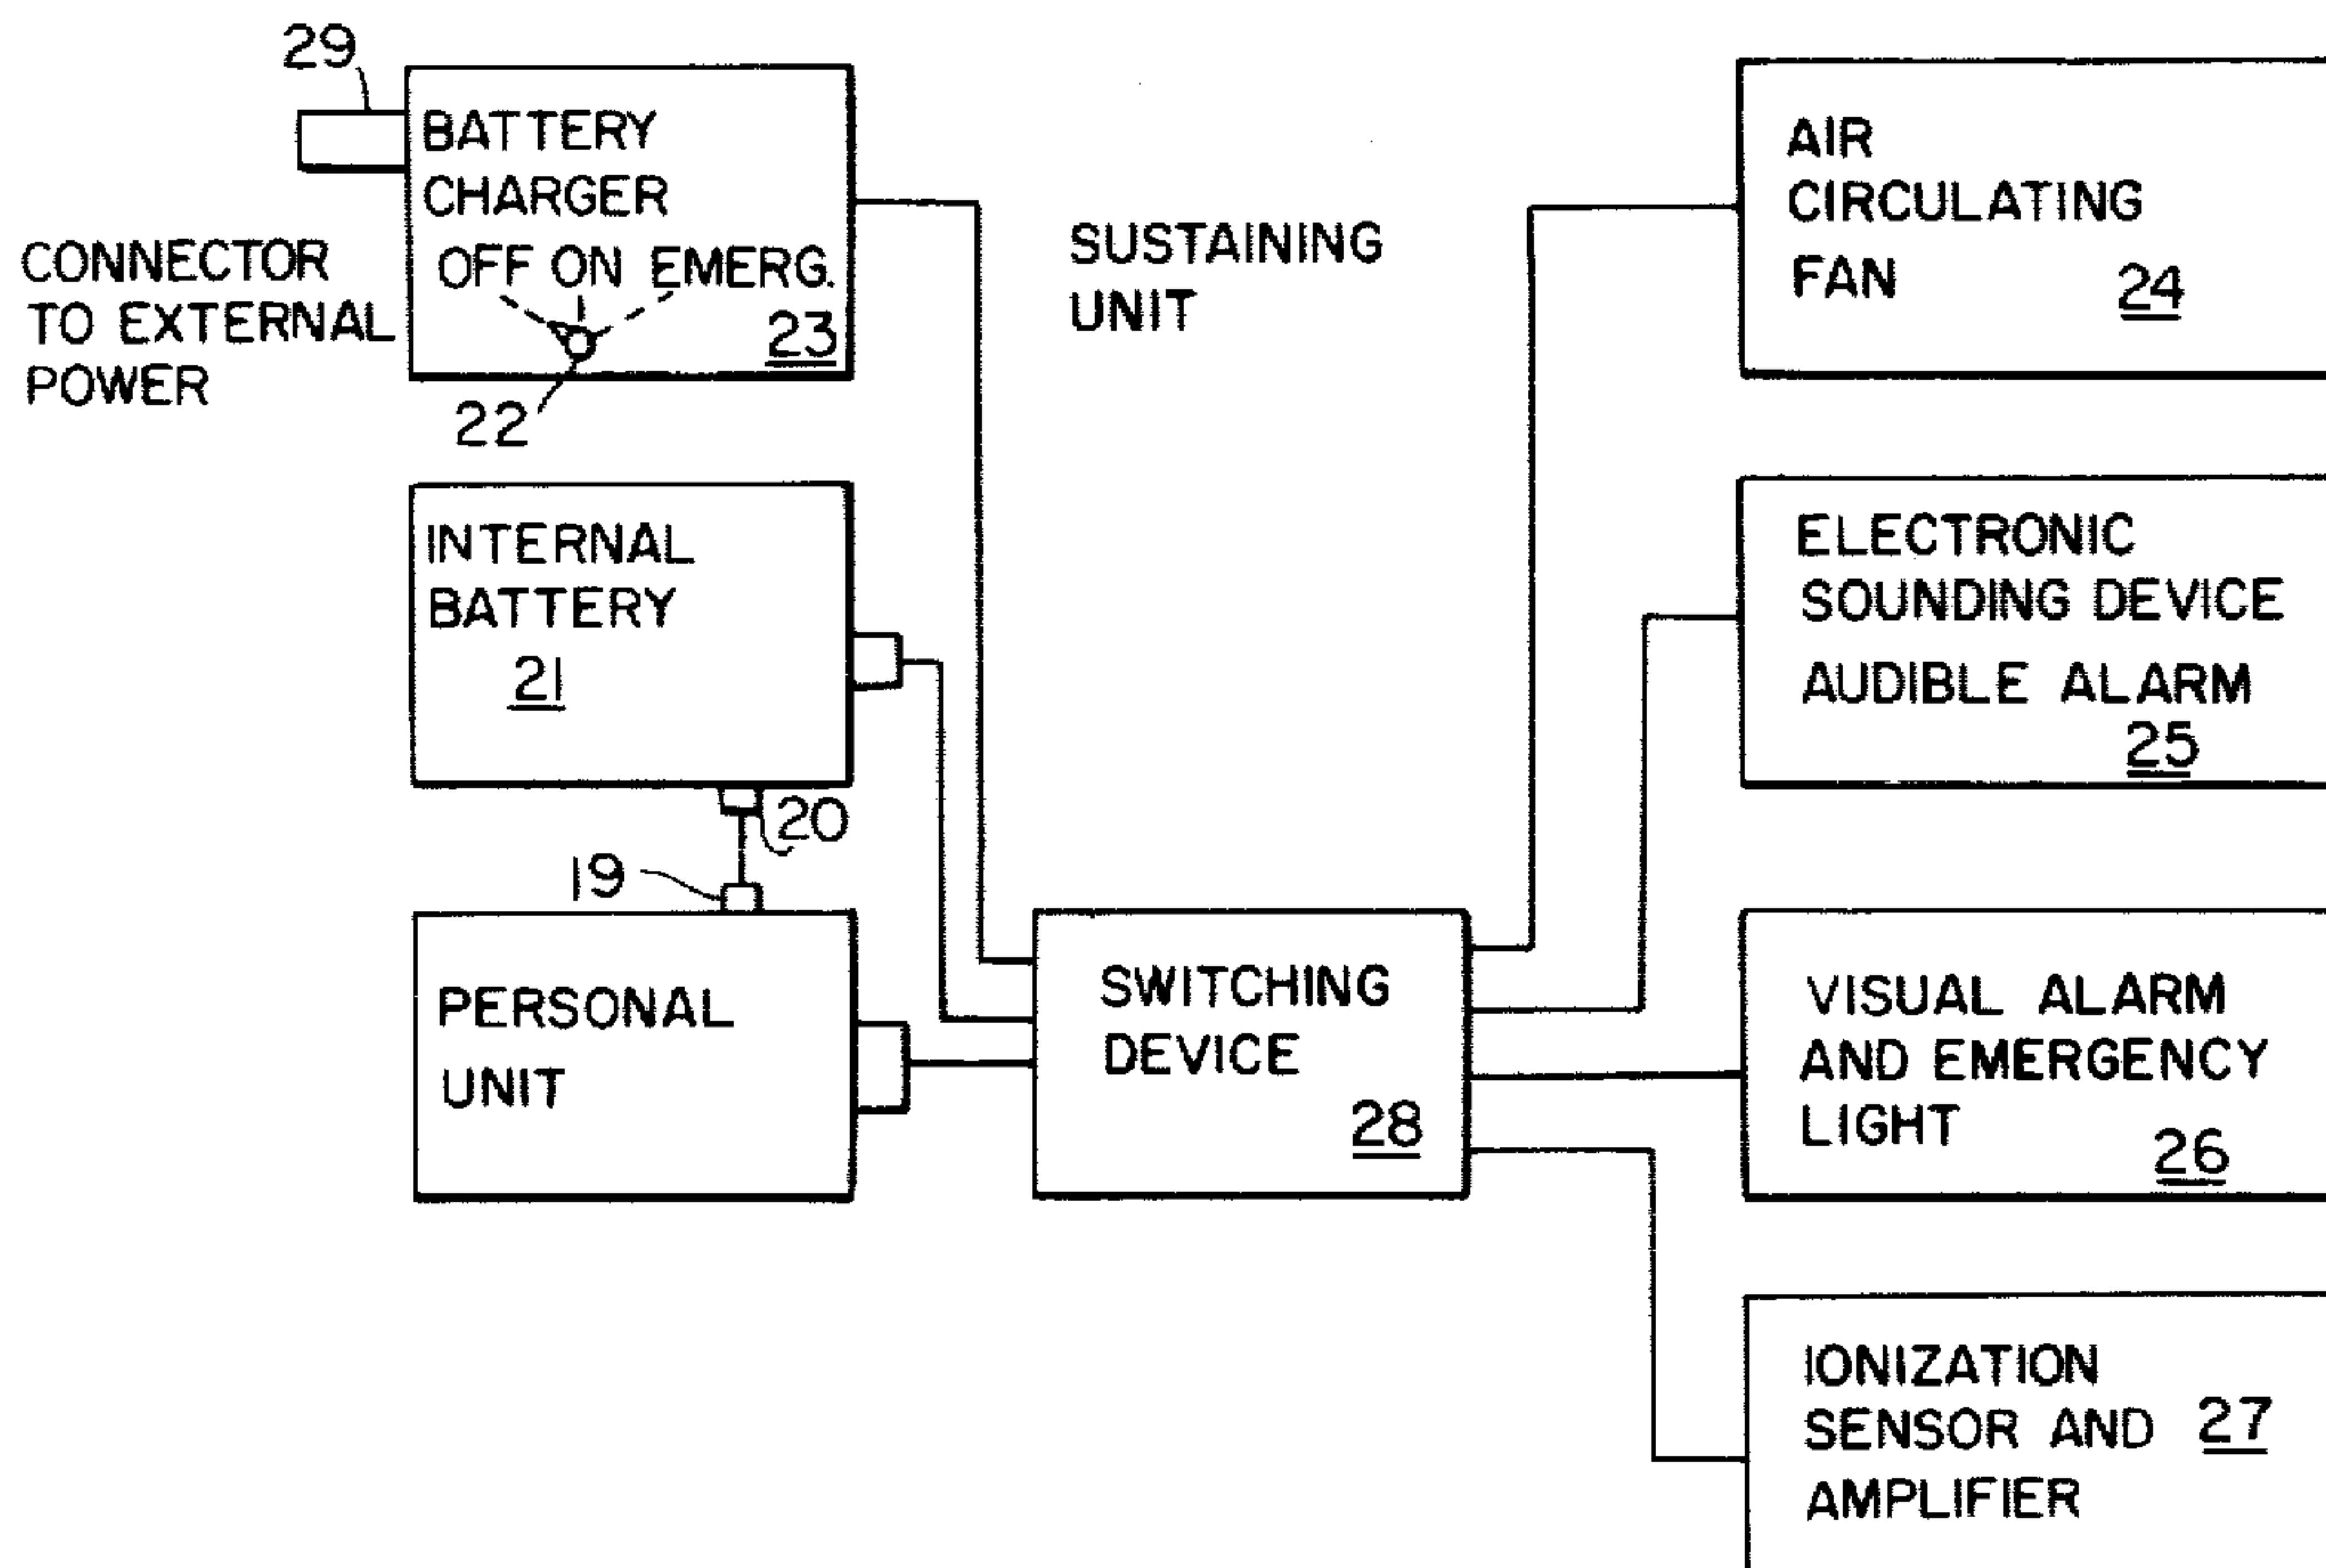 29
BATTERY
CHARGER
OFF ON EMERG.
23
22
CONNECTOR
TO EXTERNAL
POWER
SUSTAINING
UNIT
INTERNAL
BATTERY
21
20
19
PERSONAL
UNIT
SWITCHING
DEVICE
28
AIR
CIRCULATING
FAN
24
ELECTRONIC
SOUNDING DEVICE
AUDIBLE ALARM
25
VISUAL ALARM
AND EMERGENCY
LIGHT
26
IONIZATION
SENSOR AND 27
AMPLIFIER